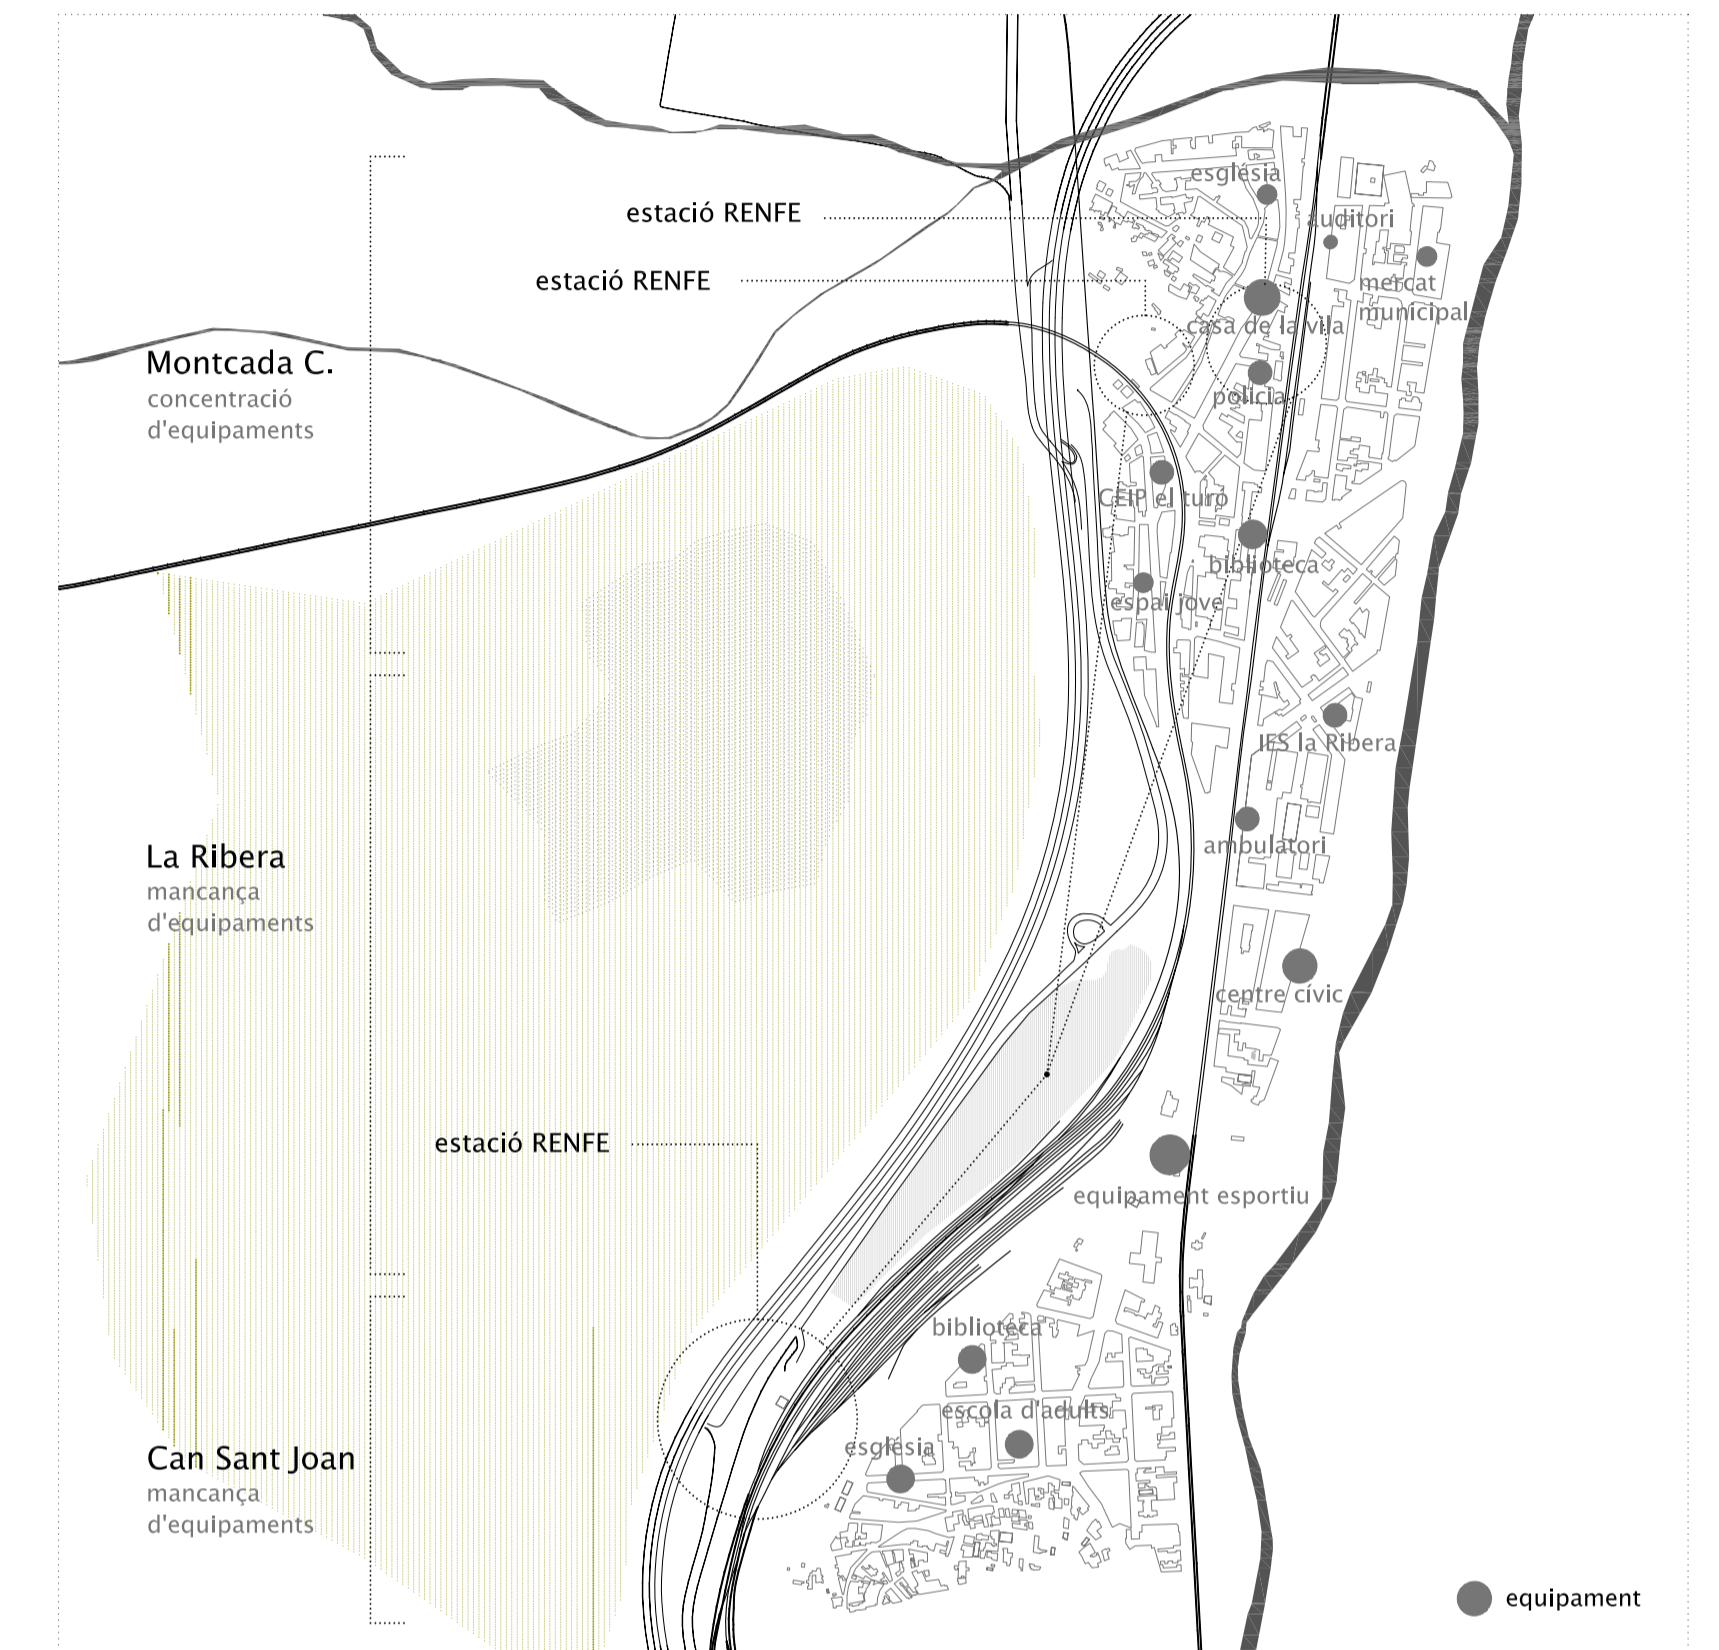 església
estació RENFE
auditori
estació RENFE
mercat
municipal
casa de la vila
Montcada C.
concentració
d'equipaments
policia
CEIP el turó
biblioteca
espai jove
IES la Ribera
La Ribera
mancança
d'equipaments
ambulatori
centre cívic
estació RENFE
equipament esportiu
biblioteca
escola d'adults
església
Can Sant Joan
mancança
d'equipaments
equipament